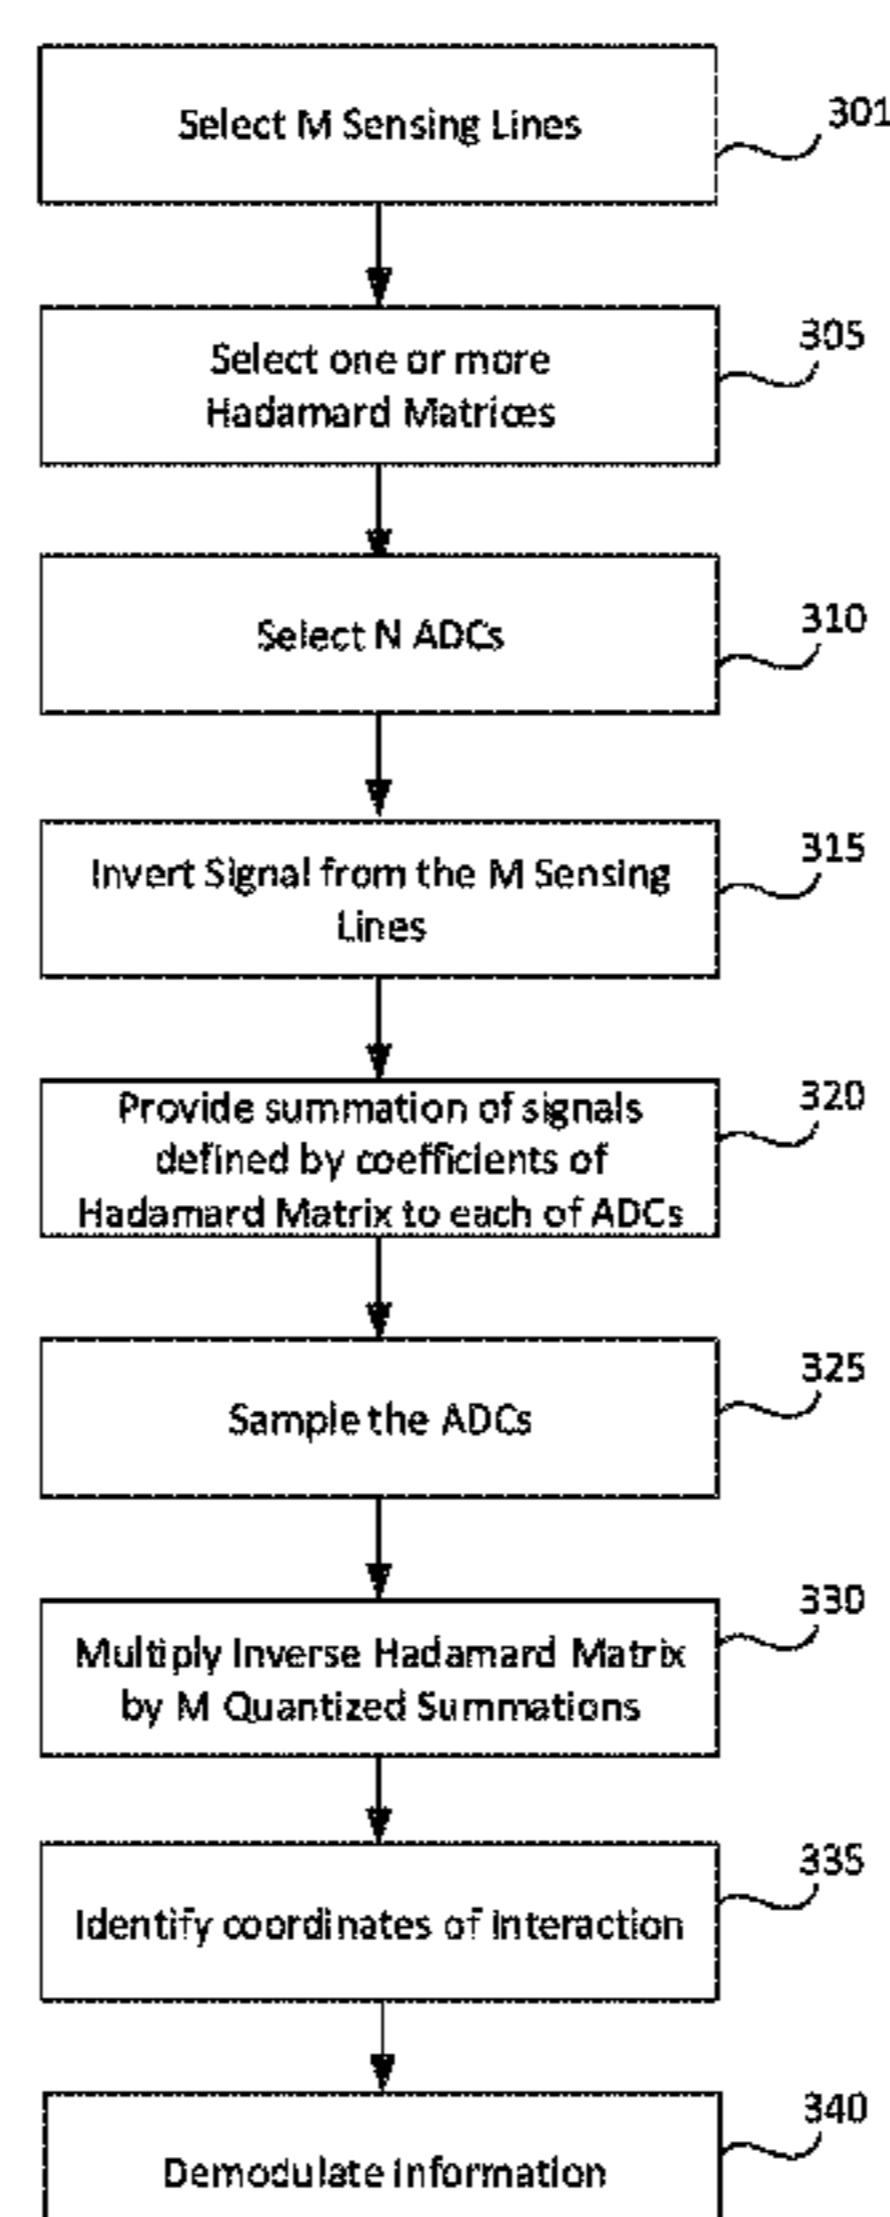 Select M Sensing Lines
301
Select one or more
Hadamard Matrices
305
Select N ADCs
310
Invert Signal from the M Sensing
Lines
315
Provide summation of signals
defined by coefficients of
Hadamard Matrix to each of ADCs
320
Sample the ADCs
325
Multiply Inverse Hadamard Matrix
by M Quantized Summations
330
Identify coordinates of Interaction
335
Demodulate Information
340